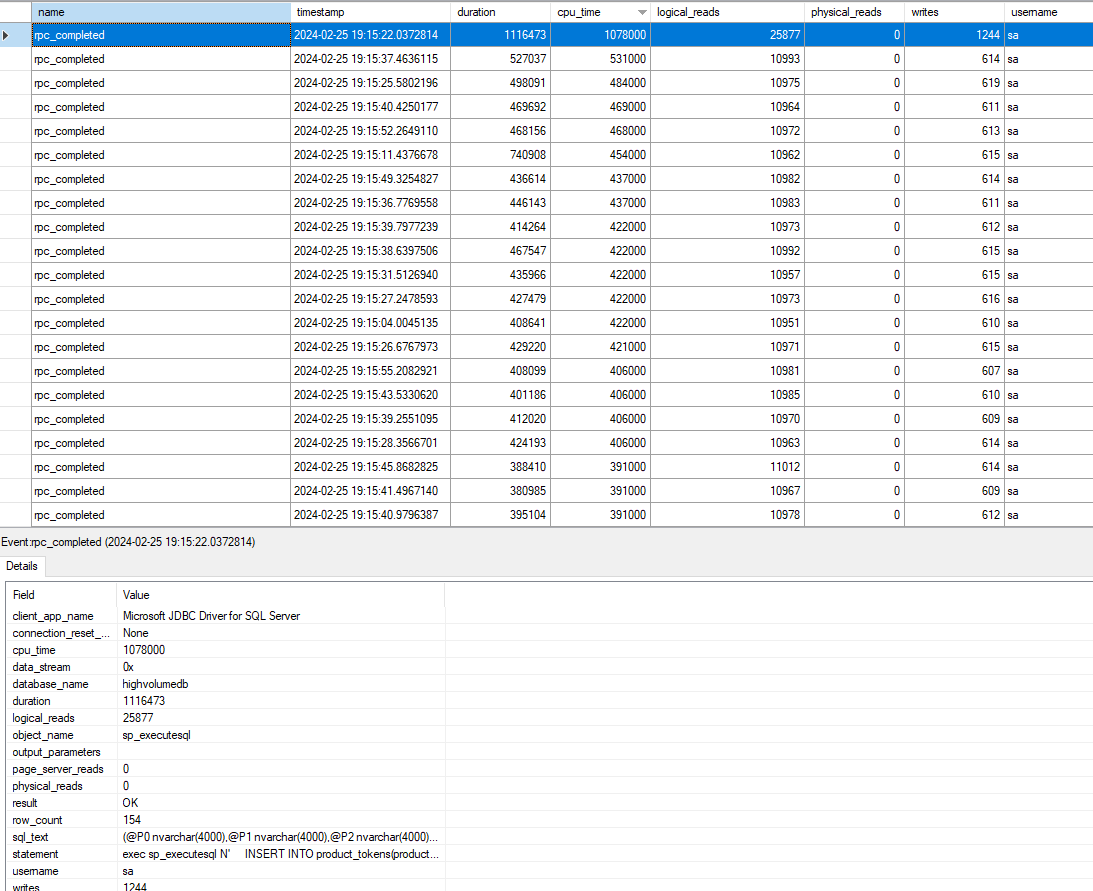 name timestamp duration cpu_time logical_reads physical_reads writes username
rpc_completed 2024-02-25 19:15:22.0372814 1116473 1078000 25877 0 1244 sa
rpc_completed 2024-02-25 19:15:37.4636115 527037 531000 10993 0 614 sa
rpc_completed 2024-02-25 19:15:25.5802196 498091 484000 10975 0 619 sa
rpc_completed 2024-02-25 19:15:40.4250177 469692 469000 10964 0 611 sa
rpc_completed 2024-02-25 19:15:52.2649110 468156 468000 10972 0 613 sa
rpc_completed 2024-02-25 19:15:11.4376678 740908 454000 10962 0 615 sa
rpc_completed 2024-02-25 19:15:49.3254827 436614 437000 10982 0 614 sa
rpc_completed 2024-02-25 19:15:36.7769558 446143 437000 10983 0 611 sa
rpc_completed 2024-02-25 19:15:39.7977239 414264 422000 10973 0 612 sa
rpc_completed 2024-02-25 19:15:38.6397506 467547 422000 10992 0 615 sa
rpc_completed 2024-02-25 19:15:31.5126940 435966 422000 10957 0 615 sa
rpc_completed 2024-02-25 19:15:27.2478593 427479 422000 10973 0 616 sa
rpc_completed 2024-02-25 19:15:04.0045135 408641 422000 10951 0 610 sa
rpc_completed 2024-02-25 19:15:26.6767973 429220 421000 10971 0 615 sa
rpc_completed 2024-02-25 19:15:55.2082921 408099 406000 10981 0 607 sa
rpc_completed 2024-02-25 19:15:43.5330620 401186 406000 10985 0 610 sa
rpc_completed 2024-02-25 19:15:39.2551095 412020 406000 10970 0 609 sa
rpc_completed 2024-02-25 19:15:28.3566701 424193 406000 10963 0 614 sa
rpc_completed 2024-02-25 19:15:45.8682825 388410 391000 11012 0 614 sa
rpc_completed 2024-02-25 19:15:41.4967140 380985 391000 10967 0 609 sa
rpc_completed 2024-02-25 19:15:40.9796387 395104 391000 10978 0 612 sa
Event:rpc_completed (2024-02-25 19:15:22.0372814)
Details
Field Value
client_app_name Microsoft JDBC Driver for SQL Server
connection_reset_... None
cpu_time 1078000
data_stream 0x
database_name highvolumedb
duration 1116473
logical_reads 25877
object_name sp_executesql
output_parameters
page_server_reads 0
physical_reads 0
result OK
row_count 154
sql_text (@P0 nvarchar(4000),@P1 nvarchar(4000),@P2 nvarchar(4000)...
statement exec sp_executesql N' INSERT INTO product_tokens(product...
username sa
writes 1244